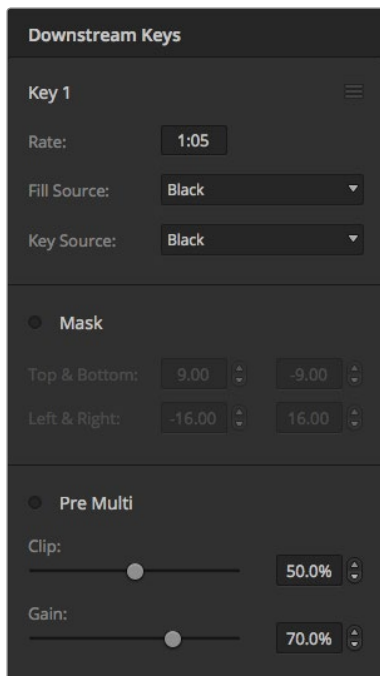 Downstream Keys
Key 1
Rate: 1:05
Fill Source: Black
Key Source: Black
Mask
Top & Bottom: 9.00 -9.00
Left & Right: -16.00 16.00
Pre Multi
Clip:
50.0%
Gain:
70.0%